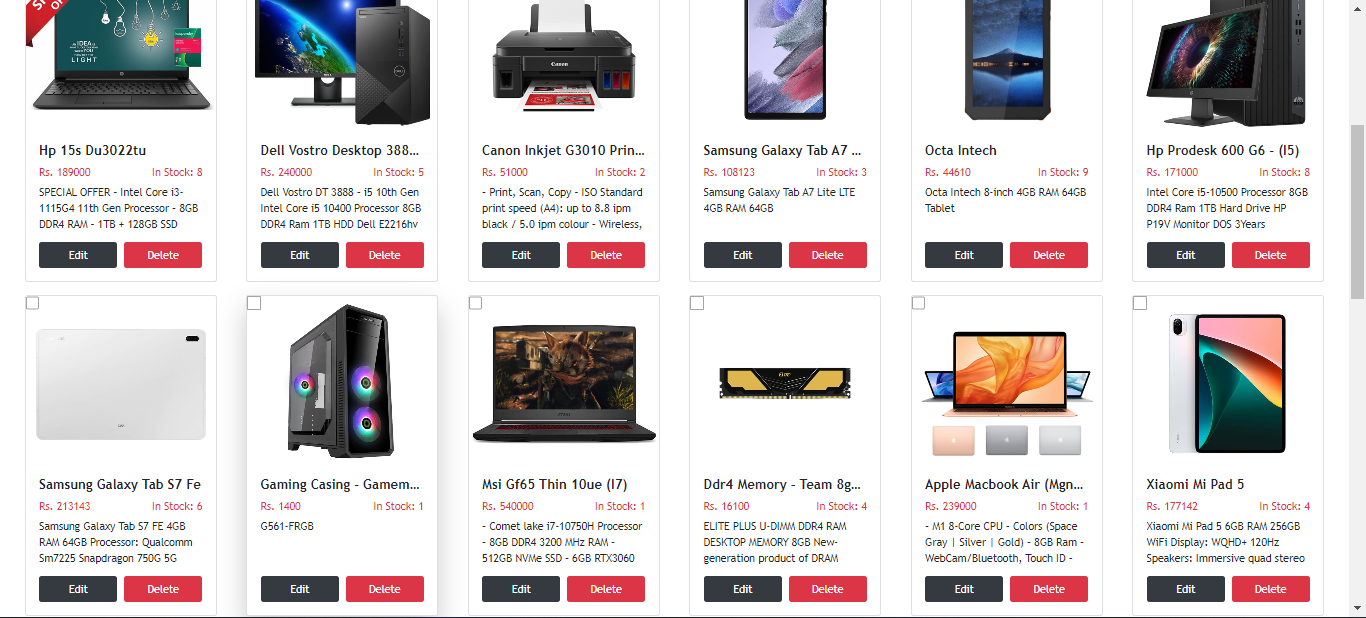 AN IDEA IS
WHAT YOU
THEN GET TO
LIGHT
Canon
DELL
Hp 15s Du3022tu
Rs. 189000 In Stock: 8
SPECIAL OFFER - Intel Core i3-
1115G4 11th Gen Processor - 8GB
DDR4 RAM - 1TB + 128GB SSD
Edit Delete
Dell Vostro Desktop 388...
Rs. 240000 In Stock: 5
Dell Vostro DT 3888 - i5 10th Gen
Intel Core i5 10400 Processor 8GB
DDR4 Ram 1TB HDD Dell E2216hv
Edit Delete
Canon Inkjet G3010 Prin...
Rs. 51000 In Stock: 2
- Print, Scan, Copy - ISO Standard
print speed (A4): up to 8.8 ipm
black / 5.0 ipm colour - Wireless,
Edit Delete
Samsung Galaxy Tab A7 ...
Rs. 108123 In Stock: 3
Samsung Galaxy Tab A7 Lite LTE
4GB RAM 64GB
Edit Delete
Octa Intech
Rs. 44610 In Stock: 9
Octa Intech 8-inch 4GB RAM 64GB
Tablet
Edit Delete
Hp Prodesk 600 G6 - (I5)
Rs. 171000 In Stock: 8
Intel Core i5-10500 Processor 8GB
DDR4 Ram 1TB Hard Drive HP
P19V Monitor DOS 3Years
Edit Delete
Samsung Galaxy Tab S7 Fe
Rs. 213143 In Stock: 6
Samsung Galaxy Tab S7 FE 4GB
RAM 64GB Processor: Qualcomm
Sm7225 Snapdragon 750G 5G
Edit Delete
Gaming Casing - Gamem...
Rs. 1400 In Stock: 1
G561-FRGB
Edit Delete
Msi Gf65 Thin 10ue (I7)
Rs. 540000 In Stock: 1
- Comet lake i7-10750H Processor
- 8GB DDR4 3200 MHz RAM -
512GB NVMe SSD - 6GB RTX3060
Edit Delete
ELITE
Ddr4 Memory - Team 8g...
Rs. 16100 In Stock: 4
ELITE PLUS U-DIMM DDR4 RAM
DESKTOP MEMORY 8GB New-
generation product of DRAM
Edit Delete
Apple Macbook Air (Mgn...
Rs. 239000 In Stock: 1
- M1 8-Core CPU - Colors (Space
Gray | Silver | Gold) - 8GB Ram -
WebCam/Bluetooth, Touch ID -
Edit Delete
Xiaomi Mi Pad 5
Rs. 177142 In Stock: 4
Xiaomi Mi Pad 5 6GB RAM 256GB
WiFi Display: WQHD+ 120Hz
Speakers: Immersive quad stereo
Edit Delete